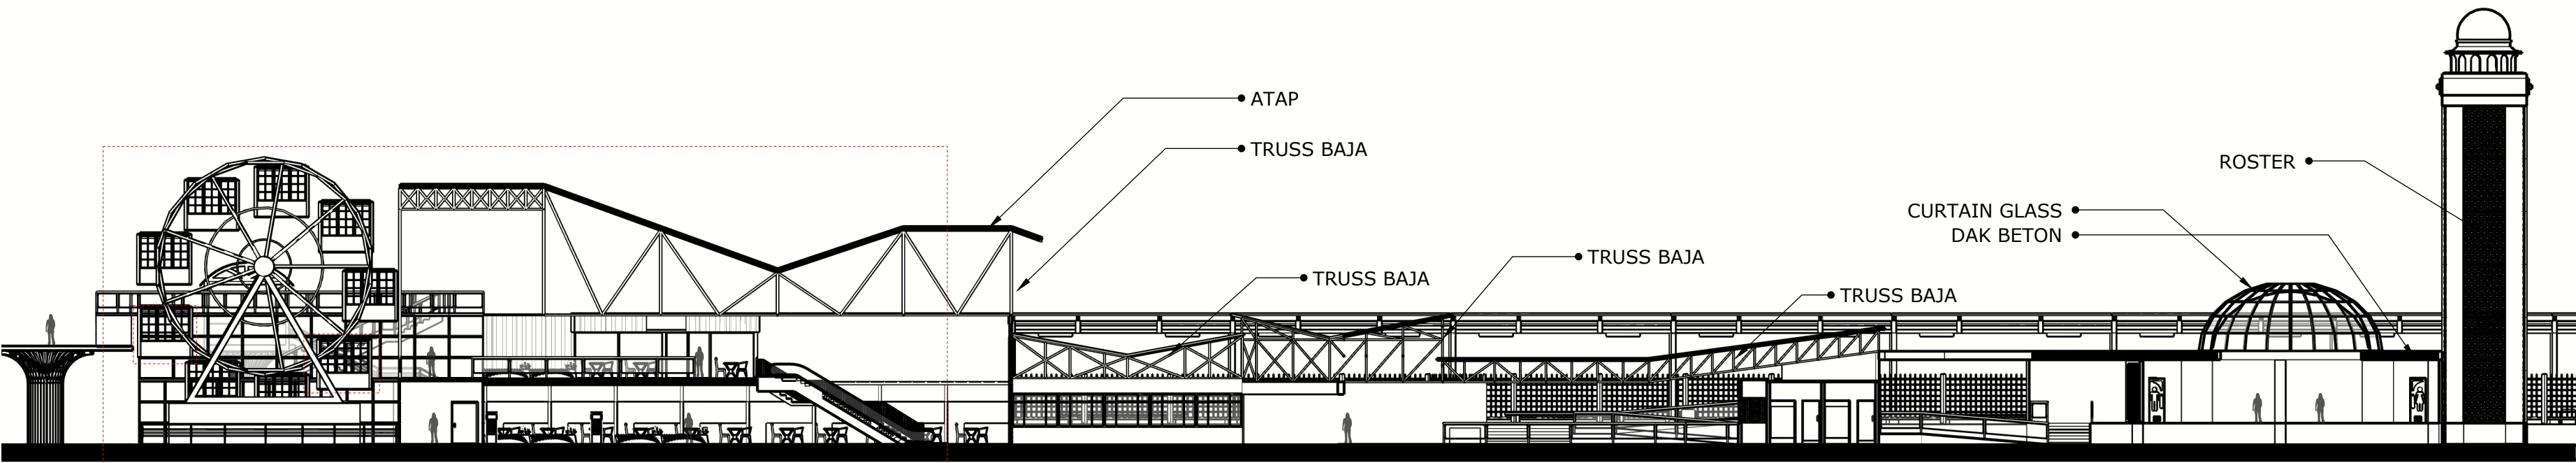 ATAP
TRUSS BAJA
ROSTER
CURTAIN GLASS
DAK BETON
TRUSS BAJA
TRUSS BAJA
TRUSS BAJA